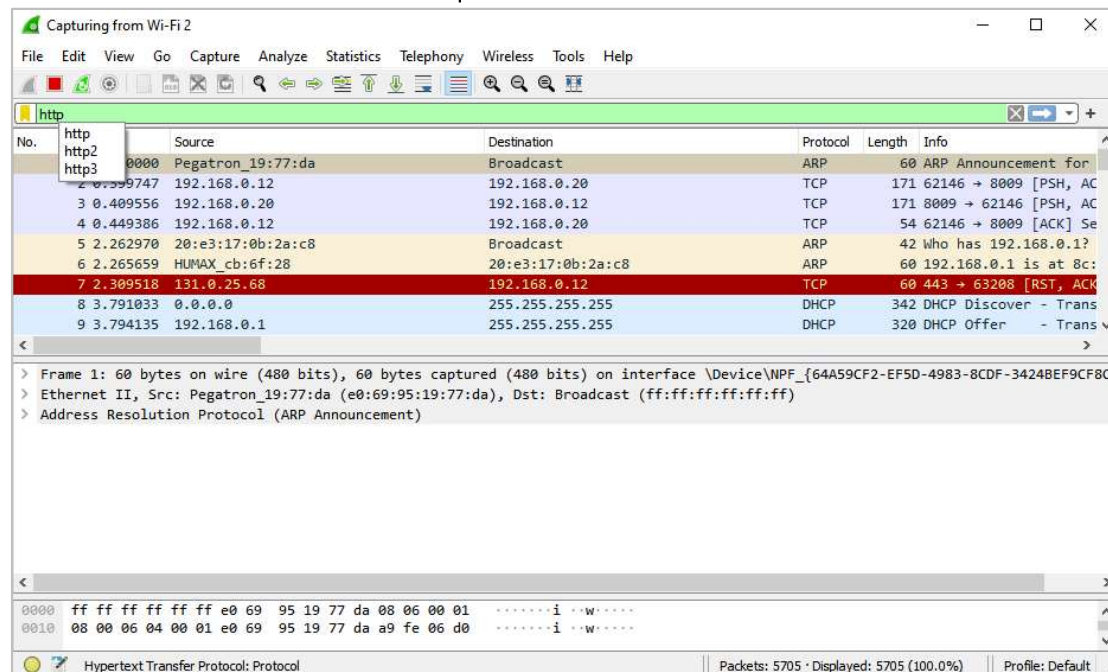 Capturing from Wi-Fi 2
File Edit View Go Capture Analyze Statistics Telephony Wireless Tools Help
http
http
http2
http3
No. Source Destination Protocol Length Info
0000 Pegatron_19:77:da Broadcast ARP 60 ARP Announcement for
2 0.399747 192.168.0.12 192.168.0.20 TCP 171 62146 → 8009 [PSH, AC
3 0.409556 192.168.0.20 192.168.0.12 TCP 171 8009 → 62146 [PSH, AC
4 0.449386 192.168.0.12 192.168.0.20 TCP 54 62146 → 8009 [ACK] Se
5 2.262970 20:e3:17:0b:2a:c8 Broadcast ARP 42 Who has 192.168.0.1?
6 2.265659 HUMAX_cb:6f:28 20:e3:17:0b:2a:c8 ARP 60 192.168.0.1 is at 8c:
7 2.309518 131.0.25.68 192.168.0.12 TCP 60 443 → 63208 [RST, ACK
8 3.791033 0.0.0.0 255.255.255.255 DHCP 342 DHCP Discover - Trans
9 3.794135 192.168.0.1 255.255.255.255 DHCP 320 DHCP Offer - Trans
> Frame 1: 60 bytes on wire (480 bits), 60 bytes captured (480 bits) on interface \Device\NPF_{64A59CF2-EF5D-4983-8CDF-3424BEF9CF8C
> Ethernet II, Src: Pegatron_19:77:da (e0:69:95:19:77:da), Dst: Broadcast (ff:ff:ff:ff:ff:ff)
> Address Resolution Protocol (ARP Announcement)
0000 ff ff ff ff ff ff e0 69 95 19 77 da 08 06 00 01 ·······i ··w·····
0010 08 00 06 04 00 01 e0 69 95 19 77 da a9 fe 06 d0 ·······i ··w·····
Hypertext Transfer Protocol: Protocol Packets: 5705 · Displayed: 5705 (100.0%) Profile: Default